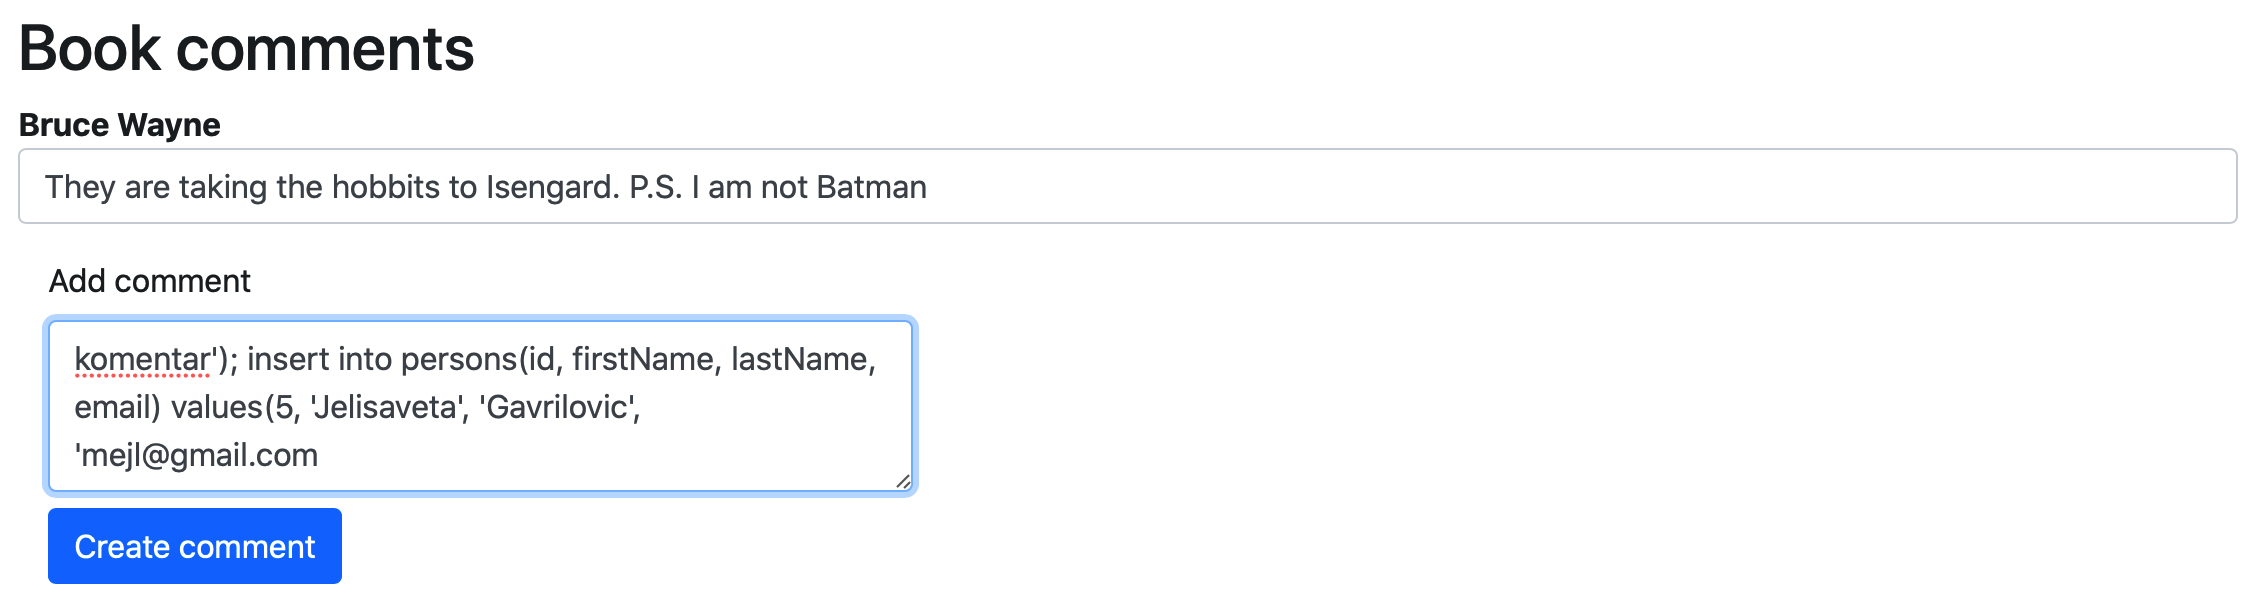 Book comments
Bruce Wayne
They are taking the hobbits to Isengard. P.S. I am not Batman
Add comment
komentar'); insert into persons(id, firstName, lastName,
email) values(5, 'Jelisaveta', 'Gavrilovic',
'mejl@gmail.com
Create comment